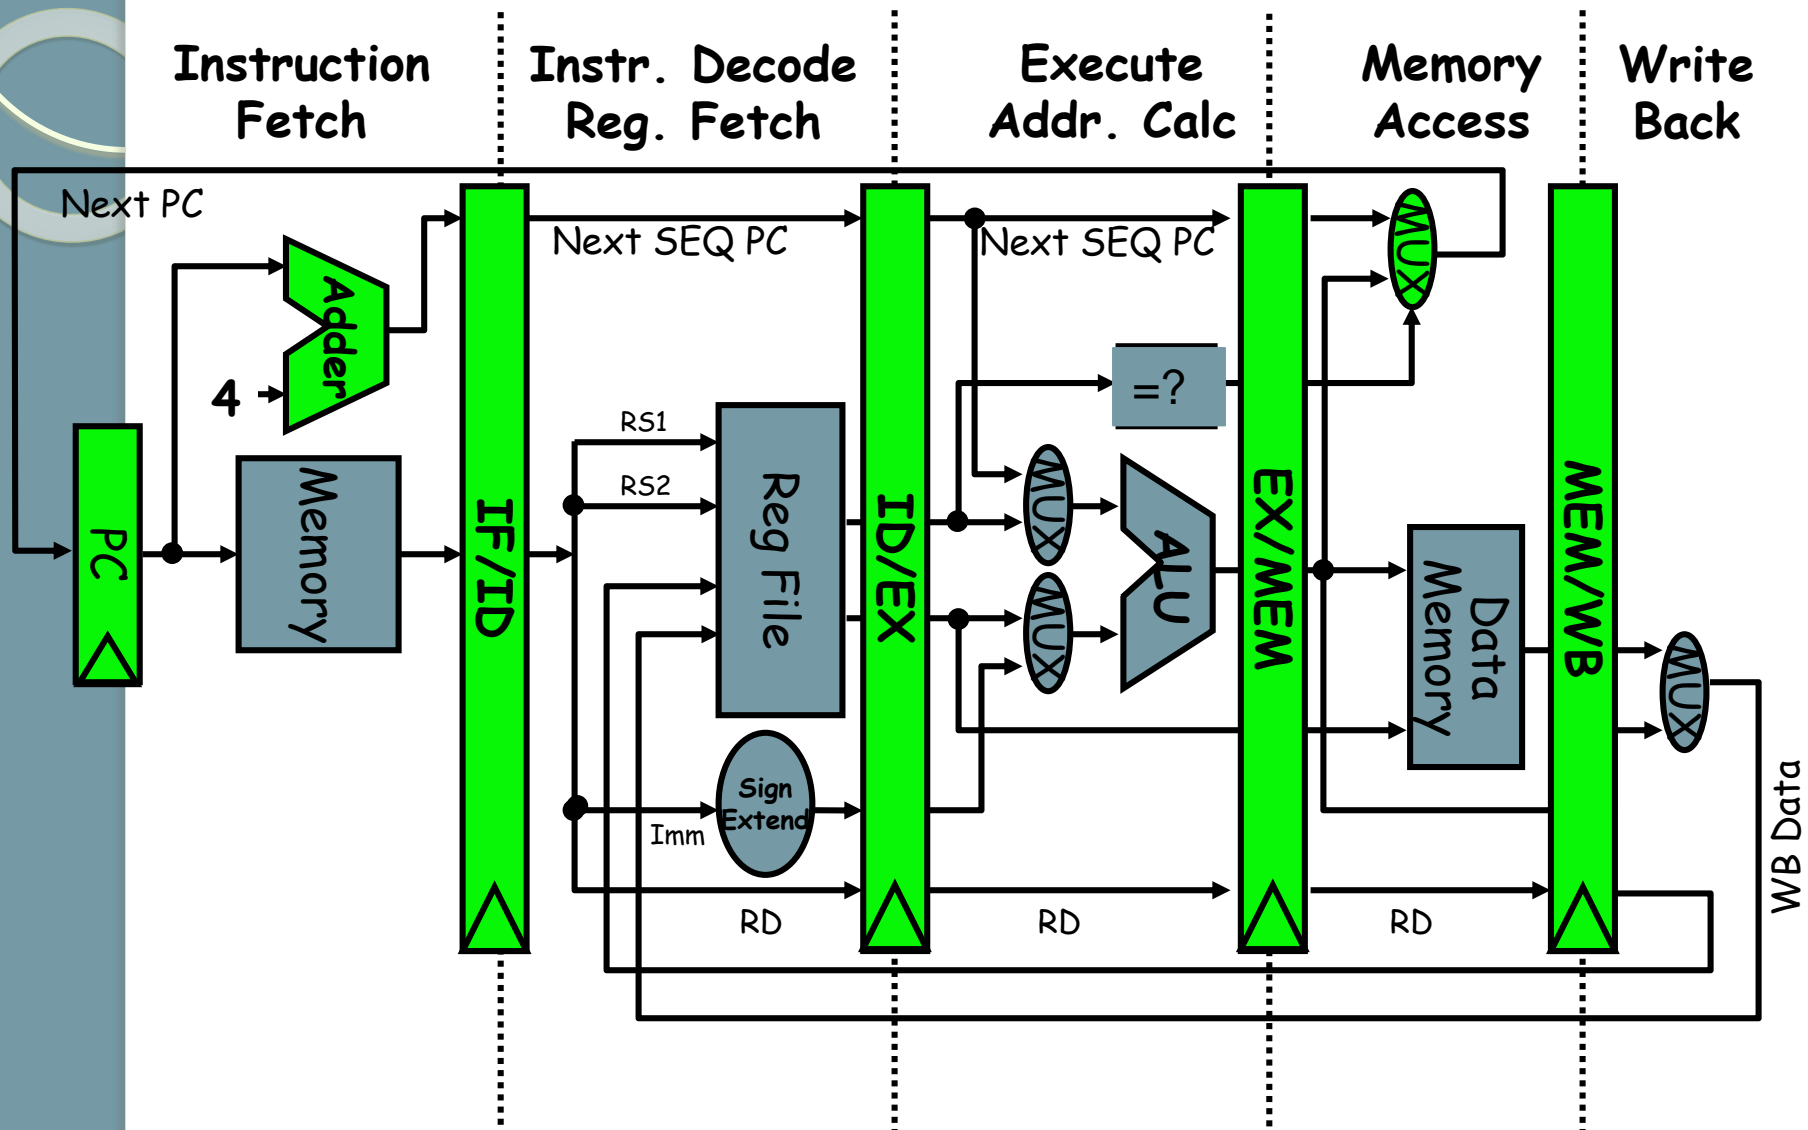 Instruction
Fetch
Instr. Decode
Reg. Fetch
Execute
Addr. Calc
Memory
Access
Write
Back
Next PC
Next SEQ PC
Next SEQ PC
MUX
Adder
4
=?
RS1
RS2
PC
Memory
IF/ID
Reg File
ID/EX
MUX
MUX
ALU
EX/MEM
Data
Memory
MEM/WB
MUX
Sign
Extend
Imm
WB Data
RD
RD
RD